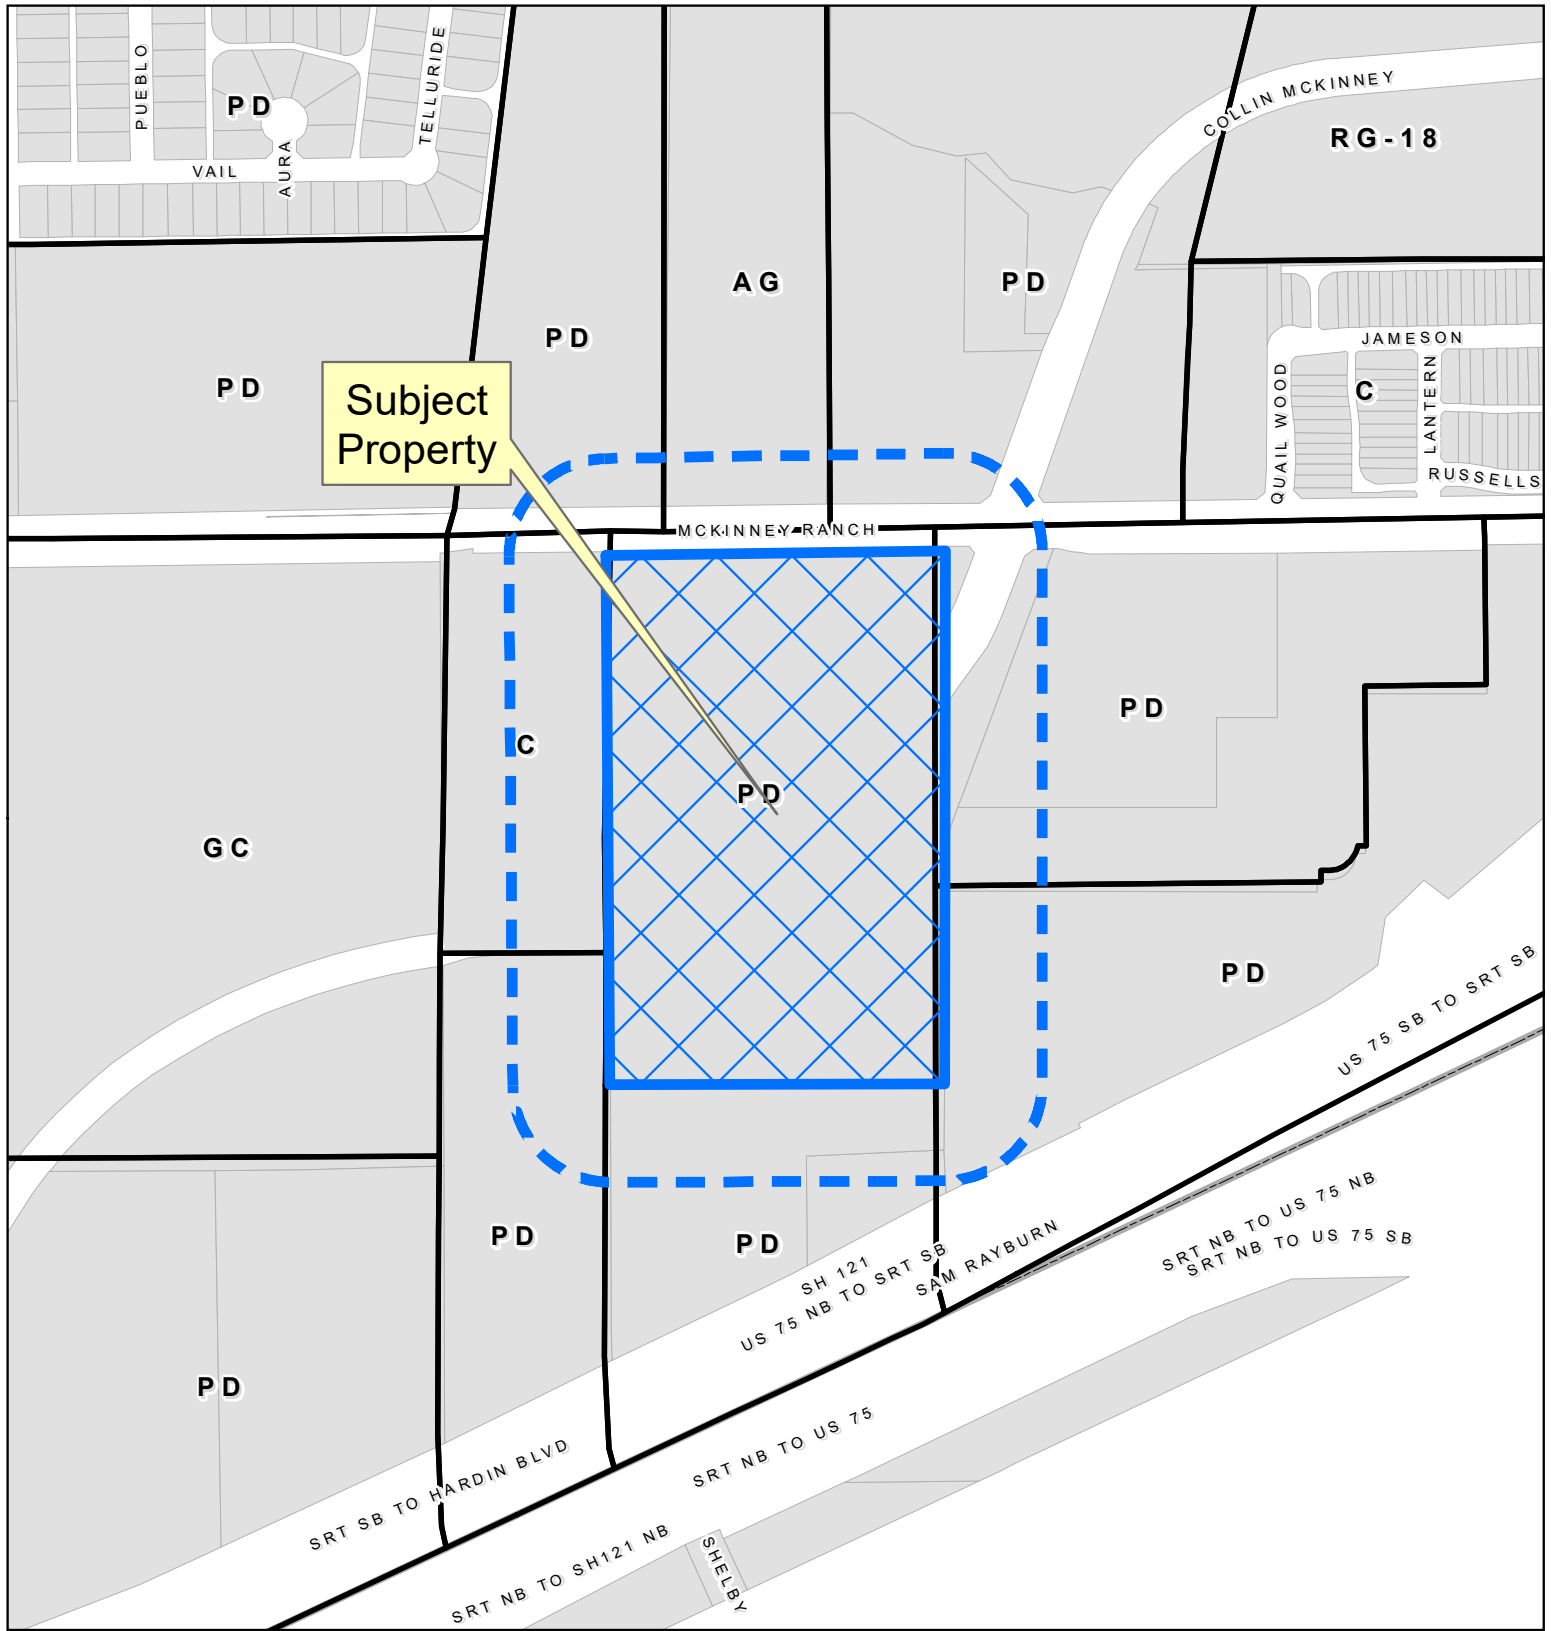 PUEBLO
TELLURIDE
PD
AURA
VAIL
COLLIN MCKINNEY
RG-18
AG
PD
PD
PD
JAMESON
C
QUAIL WOOD
LANTERN
RUSSELLS
Subject
Property
MCKINNEY RANCH
PD
C
PD
GC
PD
US 75 SB TO SRT SB
PD
PD
SH 121
US 75 NB TO SRT SB
SAM RAYBURN
SRT NB TO US 75 NB
SRT NB TO US 75 SB
PD
SRT SB TO HARDIN BLVD
SRT NB TO US 75
SRT NB TO SH121 NB
SHELBY